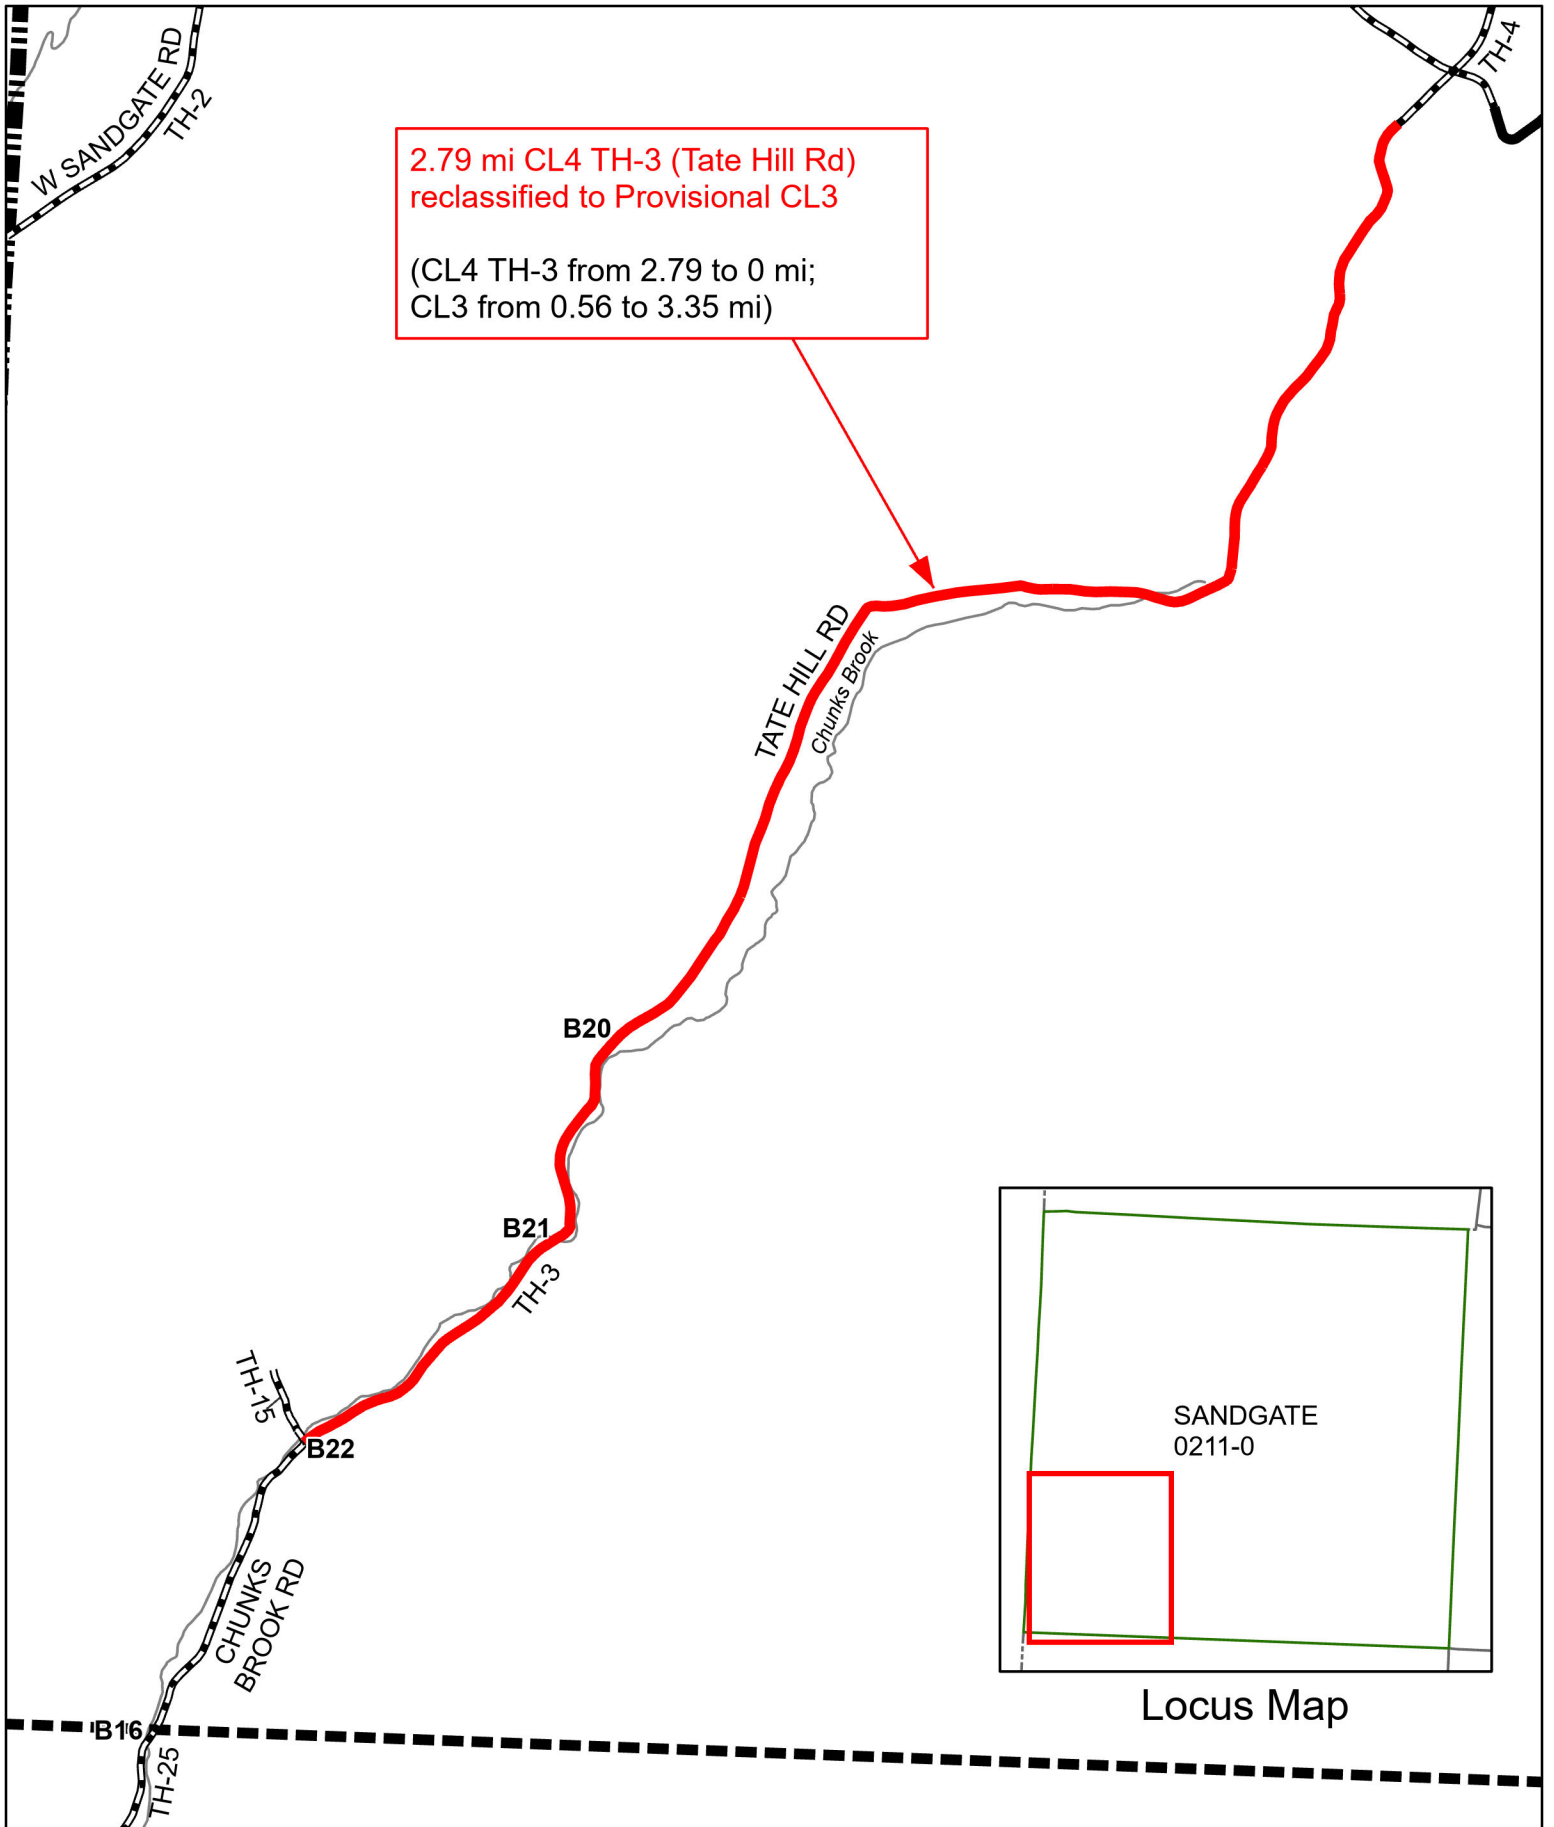 W SANDGATE RD
TH-2
TH-4
2.79 mi CL4 TH-3 (Tate Hill Rd)
reclassified to Provisional CL3
(CL4 TH-3 from 2.79 to 0 mi;
CL3 from 0.56 to 3.35 mi)
TATE HILL RD
Chunks Brook
B20
B21
TH-3
TH-15
B22
CHUNKS
BROOK RD
B16
TH-25
SANDGATE
0211-0
Locus Map